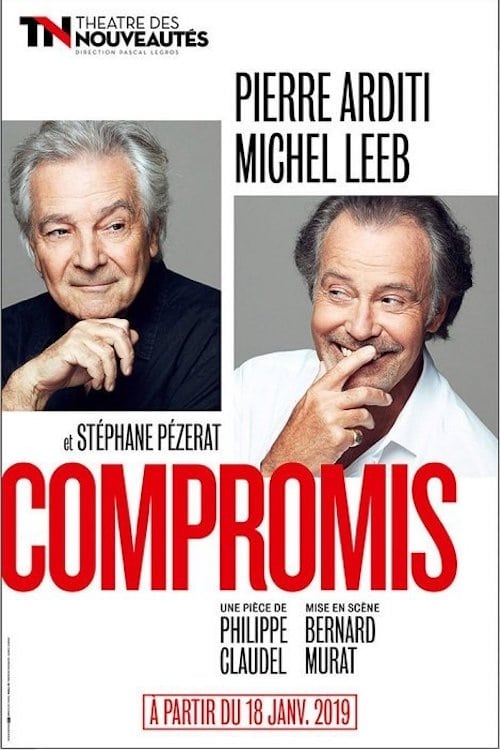 TN THEATRE DES
NOUVEAUTÉS
DIRECTION PASCAL LEGROS
PIERRE ARDITI
MICHEL LEEB
et STÉPHANE PÉZERAT
COMPROMIS
UNE PIÈCE DE
PHILIPPE
CLAUDEL
MISE EN SCÈNE
BERNARD
MURAT
À PARTIR DU 18 JANV. 2019